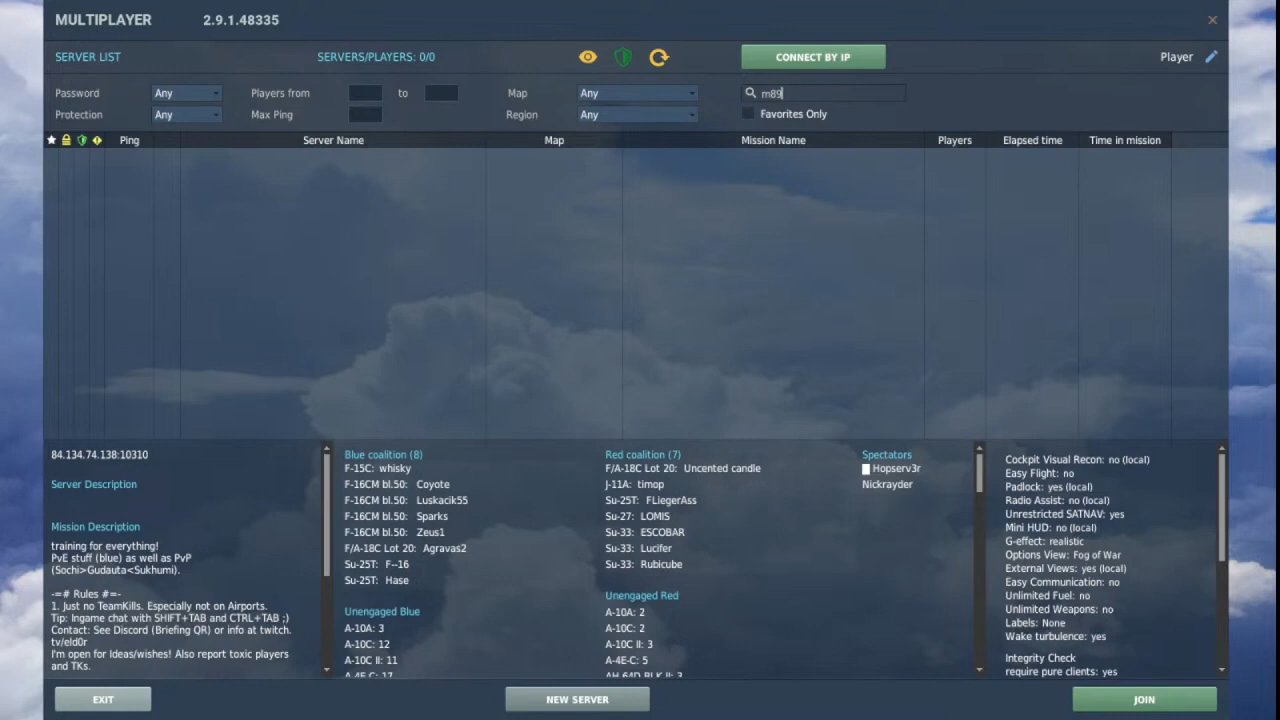 MULTIPLAYER 2.9.1.48335
SERVER LIST SERVERS/PLAYERS: 0/0 CONNECT BY IP Player
Password Any Players from to Map Any m89
Protection Any Max Ping Region Any Favorites Only
Ping Server Name Map Mission Name Players Elapsed time Time in mission
84.134.74.138:10310
Server Description
Mission Description
training for everything!
PvE stuff (blue) as well as PvP
(Sochi>Gudauta<Sukhumi).
-=# Rules #=-
1. Just no TeamKills. Especially not on Airports.
Tip: Ingame chat with SHIFT+TAB and CTRL+TAB ;)
Contact: See Discord (Briefing QR) or info at twitch.
tv/eld0r
I'm open for Ideas/wishes! Also report toxic players
and TKs.
Blue coalition (8)
F-15C: whisky
F-16CM bl.50: Coyote
F-16CM bl.50: Luskacik55
F-16CM bl.50: Sparks
F-16CM bl.50: Zeus1
F/A-18C Lot 20: Agravas2
Su-25T: F--16
Su-25T: Hase
Unengaged Blue
A-10A: 3
A-10C: 12
A-10C II: 11
A-4E-C: 17
Red coalition (7)
F/A-18C Lot 20: Uncented candle
J-11A: timop
Su-25T: FLiegerAss
Su-27: LOMIS
Su-33: ESCOBAR
Su-33: Lucifer
Su-33: Rubicube
Unengaged Red
A-10A: 2
A-10C: 2
A-10C II: 3
A-4E-C: 5
AH-64D BLK.II: 3
Spectators
Hopserv3r
Nickrayder
Cockpit Visual Recon: no (local)
Easy Flight: no
Padlock: yes (local)
Radio Assist: no (local)
Unrestricted SATNAV: yes
Mini HUD: no (local)
G-effect: realistic
Options View: Fog of War
External Views: yes (local)
Easy Communication: no
Unlimited Fuel: no
Unlimited Weapons: no
Labels: None
Wake turbulence: yes
Integrity Check
require pure clients: yes
EXIT NEW SERVER JOIN